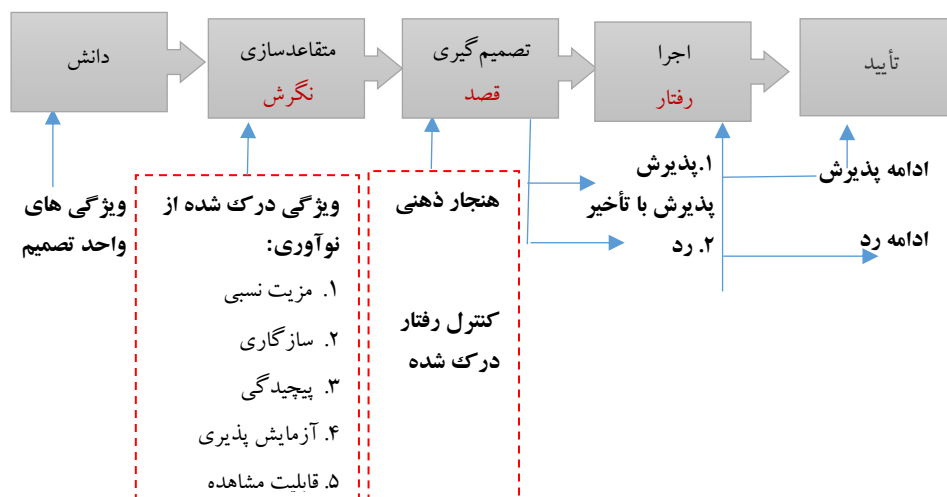 دانش
متقاعدسازی
نگرش
تصمیم‌گیری
قصد
اجرا
رفتار
تأیید
ویژگی های
واحد تصمیم
ویژگی درک شده از
نوآوری:
۱. مزیت نسبی
۲. سازگاری
۳. پیچیدگی
۴. آزمایش پذیری
۵. قابلیت مشاهده
هنجار ذهنی
کنترل رفتار
درک شده
۱.پذیرش
پذیرش با تأخیر
۲. رد
ادامه پذیرش
ادامه رد